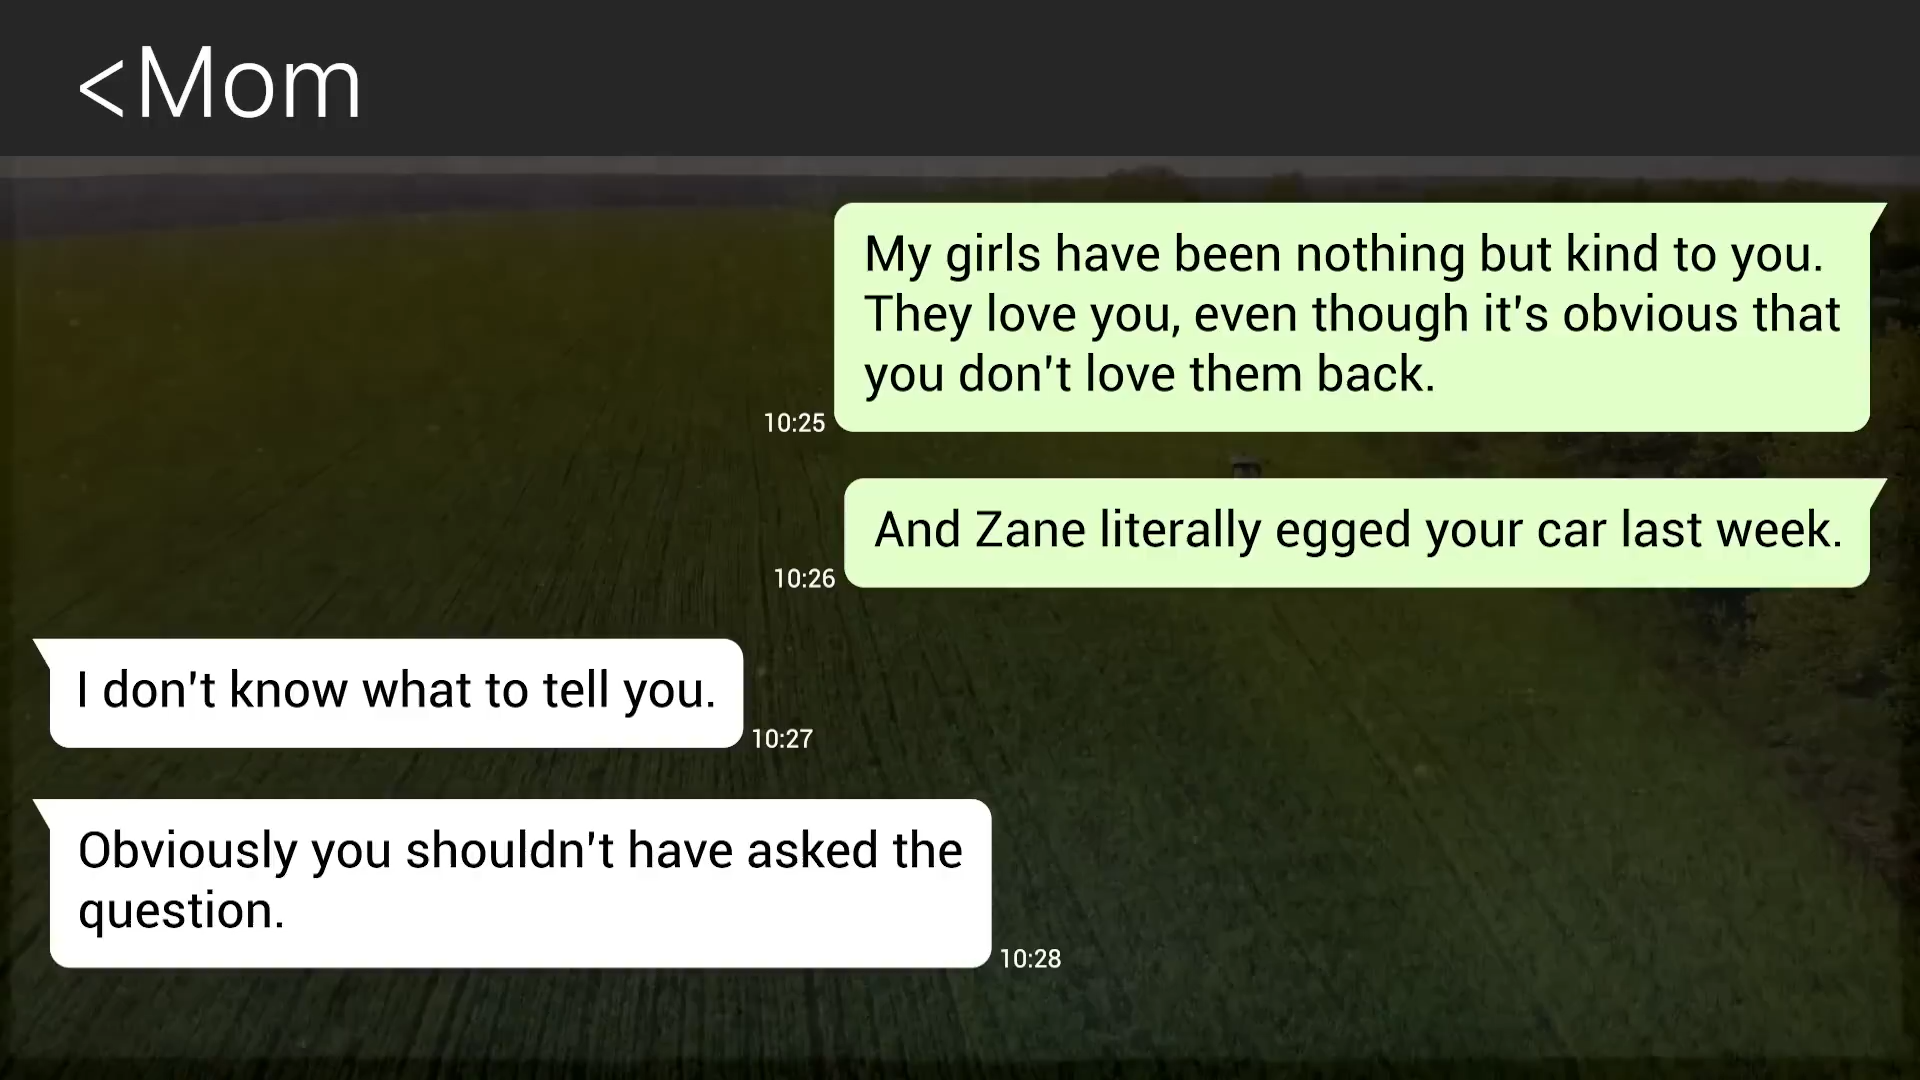 <Mom
My girls have been nothing but kind to you.
They love you, even though it's obvious that
you don't love them back.
10:25
And Zane literally egged your car last week.
10:26
I don't know what to tell you.
10:27
Obviously you shouldn't have asked the
question.
10:28